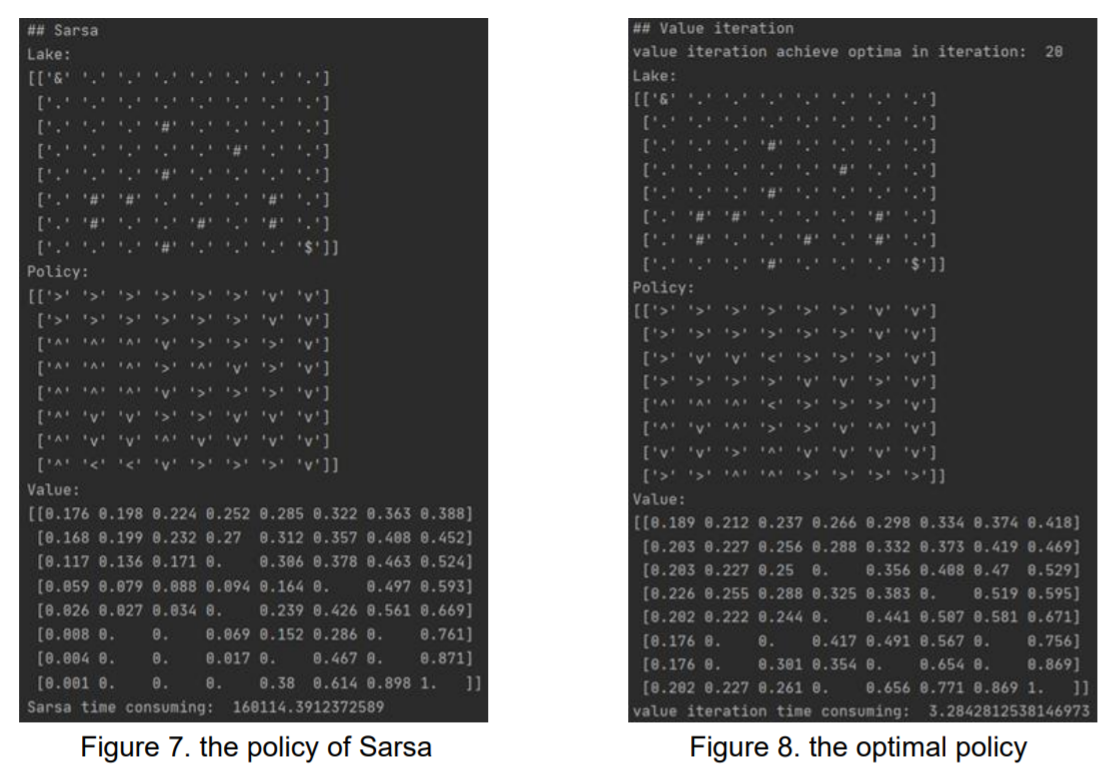 ## Sarsa
Lake:
[['&' '.' '.' '.' '.' '.' '.' '.']
['.' '.' '.' '.' '.' '.' '.' '.']
['.' '.' '.' '#' '.' '.' '.' '.']
['.' '.' '.' '.' '.' '#' '.' '.']
['.' '.' '.' '#' '.' '.' '.' '.']
['.' '#' '#' '.' '.' '.' '#' '.']
['.' '#' '.' '.' '#' '.' '#' '.']
['.' '.' '.' '#' '.' '.' '.' '$']]
Policy:
[['>' '>' '>' '>' '>' '>' 'v' 'v']
['>' '>' '>' '>' '>' '>' 'v' 'v']
['^' '^' '^' 'v' '>' '>' '>' 'v']
['^' '^' '^' '>' '^' 'v' '>' 'v']
['^' '^' '^' 'v' '>' '>' '>' 'v']
['^' 'v' 'v' '>' '>' 'v' 'v' 'v']
['^' 'v' 'v' '^' 'v' 'v' 'v' 'v']
['^' '<' '<' 'v' '>' '>' '>' 'v']]
Value:
[[0.176 0.198 0.224 0.252 0.285 0.322 0.363 0.388]
[0.168 0.199 0.232 0.27 0.312 0.357 0.408 0.452]
[0.117 0.136 0.171 0. 0.306 0.378 0.463 0.524]
[0.059 0.079 0.088 0.094 0.164 0. 0.497 0.593]
[0.026 0.027 0.034 0. 0.239 0.426 0.561 0.669]
[0.008 0. 0. 0.069 0.152 0.286 0. 0.761]
[0.004 0. 0. 0.017 0. 0.467 0. 0.871]
[0.001 0. 0. 0. 0.38 0.614 0.898 1. ]]
Sarsa time consuming: 160114.3912372589
Figure 7. the policy of Sarsa
## Value iteration
value iteration achieve optima in iteration: 20
Lake:
[['&' '.' '.' '.' '.' '.' '.' '.']
['.' '.' '.' '.' '.' '.' '.' '.']
['.' '.' '.' '#' '.' '.' '.' '.']
['.' '.' '.' '.' '.' '#' '.' '.']
['.' '.' '.' '#' '.' '.' '.' '.']
['.' '#' '#' '.' '.' '.' '#' '.']
['.' '#' '.' '.' '#' '.' '#' '.']
['.' '.' '.' '#' '.' '.' '.' '$']]
Policy:
[['>' '>' '>' '>' '>' '>' 'v' 'v']
['>' '>' '>' '>' '>' '>' 'v' 'v']
['>' 'v' 'v' '<' '>' '>' '>' 'v']
['>' '>' '>' '>' 'v' 'v' '>' 'v']
['^' '^' '^' '<' '>' '>' '>' 'v']
['^' 'v' '^' '>' '>' 'v' '^' 'v']
['v' 'v' '>' '^' 'v' 'v' 'v' 'v']
['>' '>' '^' '^' '>' '>' '>' '>']]
Value:
[[0.189 0.212 0.237 0.266 0.298 0.334 0.374 0.418]
[0.203 0.227 0.256 0.288 0.332 0.373 0.419 0.469]
[0.203 0.227 0.25 0. 0.356 0.408 0.47 0.529]
[0.226 0.255 0.288 0.325 0.383 0. 0.519 0.595]
[0.202 0.222 0.244 0. 0.441 0.507 0.581 0.671]
[0.176 0. 0. 0.417 0.491 0.567 0. 0.756]
[0.176 0. 0.301 0.354 0. 0.654 0. 0.869]
[0.202 0.227 0.261 0. 0.656 0.771 0.869 1. ]]
value iteration time consuming: 3.2842812538146973
Figure 8. the optimal policy